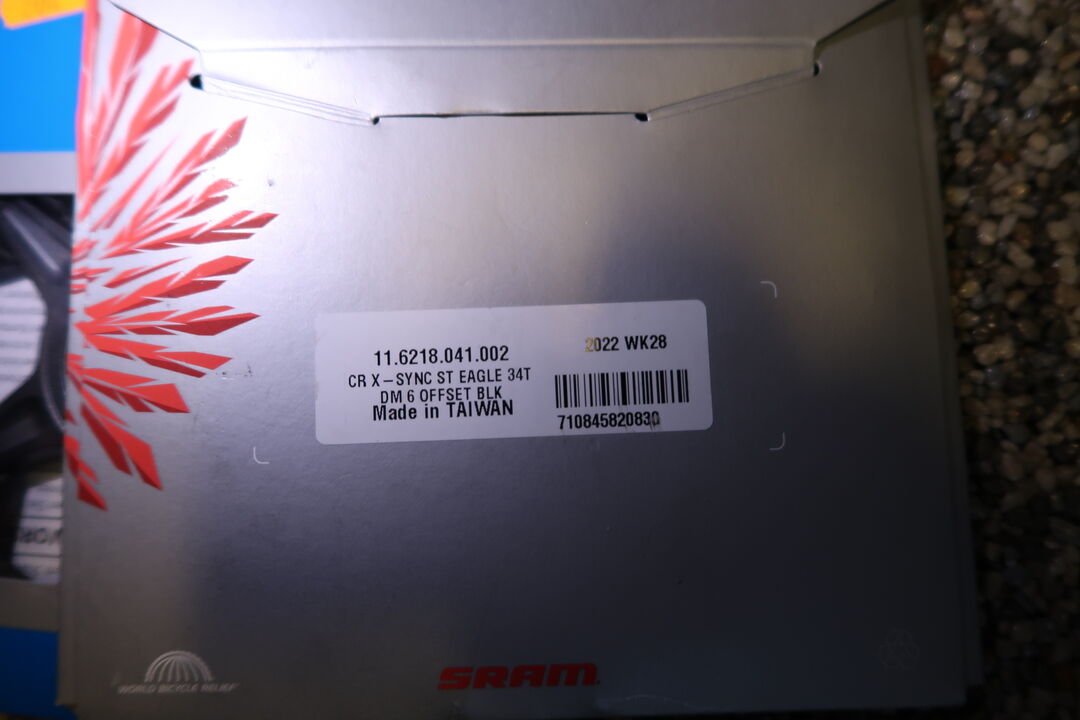 11.6218.041.002
2022 WK28
CR X-SYNC ST EAGLE 34T
DM 6 OFFSET BLK
Made in TAIWAN
710845820830
WORLD BICYCLE RELIEF
SRAM